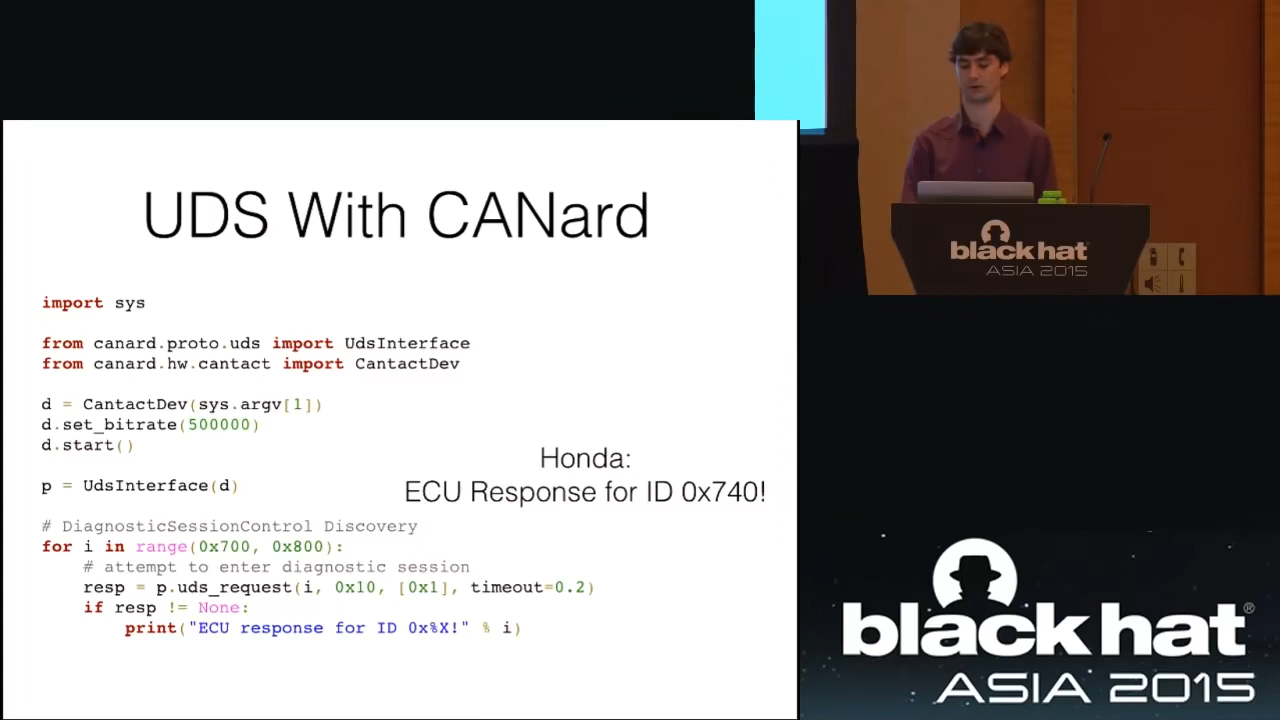 UDS With CANard
import sys
from canard.proto.uds import UdsInterface
from canard.hw.cantact import CantactDev
d = CantactDev(sys.argv[1])
d.set_bitrate(500000)
d.start()
p = UdsInterface(d)
Honda:
ECU Response for ID 0x740!
# DiagnosticSessionControl Discovery
for i in range(0x700, 0x800):
# attempt to enter diagnostic session
resp = p.uds_request(i, 0x10, [0x1], timeout=0.2)
if resp != None:
print("ECU response for ID 0x%X!" % i)
black hat
ASIA 2015
black hat®
ASIA 2015